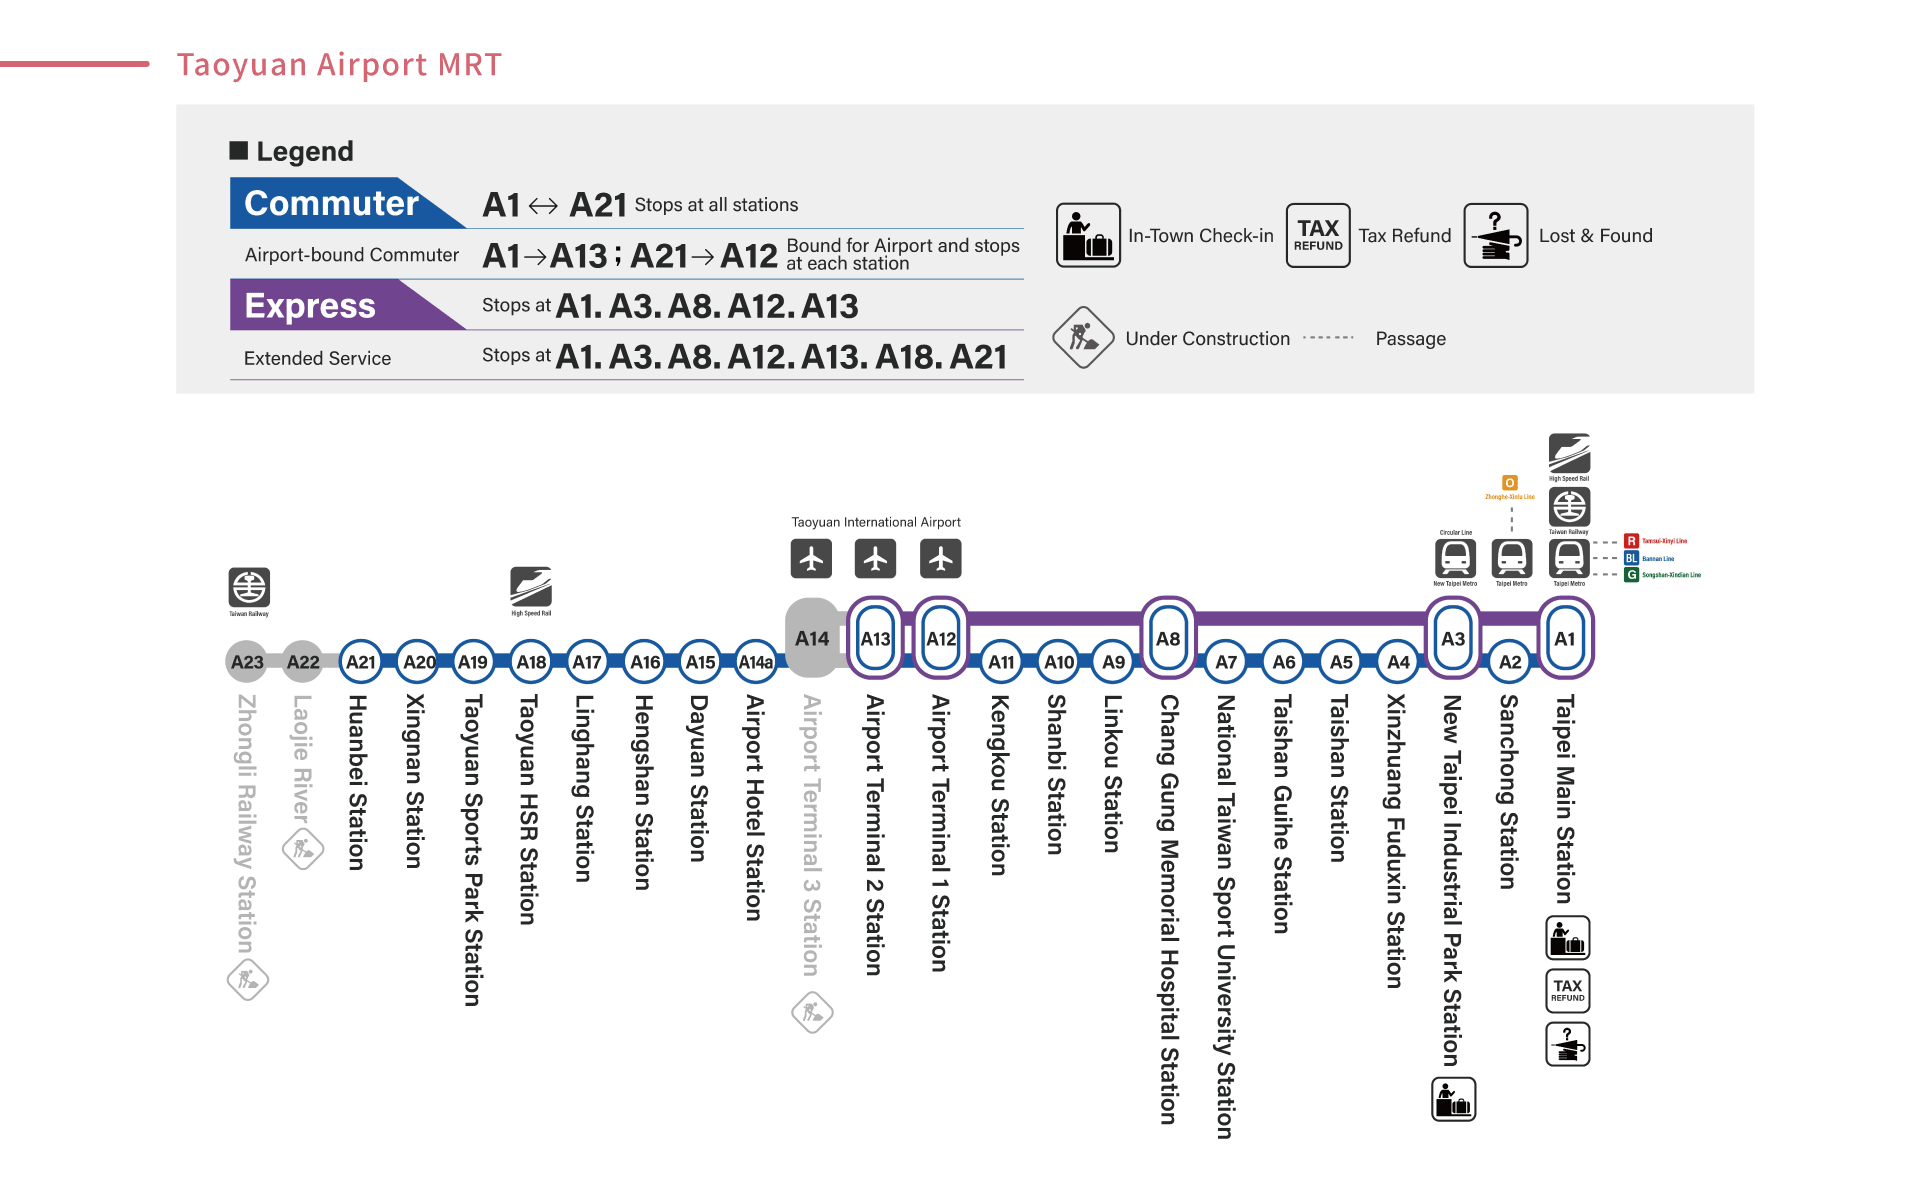 Taoyuan Airport MRT
Legend
Commuter
A1 ↔ A21 Stops at all stations
Airport-bound Commuter
A1→A13 ; A21→A12 Bound for Airport and stops
at each station
Express
Stops at A1. A3. A8. A12. A13
Extended Service
Stops at A1. A3. A8. A12. A13. A18. A21
In-Town Check-in
TAX
REFUND
Tax Refund
?
Lost & Found
Under Construction
Passage
High Speed Rail
Taiwan Railway
Taipei Metro
R Tamsui-Xinyi Line
BL Bannan Line
G Songshan-Xindian Line
O
Zhonghe-Xinlu Line
Taipei Metro
Circular Line
New Taipei Metro
Taoyuan International Airport
High Speed Rail
Taiwan Railway
A23
A22
A21
A20
A19
A18
A17
A16
A15
A14a
A14
A13
A12
A11
A10
A9
A8
A7
A6
A5
A4
A3
A2
A1
Zhongli Railway Station
Laojie River
Huanbei Station
Xingnan Station
Taoyuan Sports Park Station
Taoyuan HSR Station
Linghang Station
Hengshan Station
Dayuan Station
Airport Hotel Station
Airport Terminal 3 Station
Airport Terminal 2 Station
Airport Terminal 1 Station
Kengkou Station
Shanbi Station
Linkou Station
Chang Gung Memorial Hospital Station
National Taiwan Sport University Station
Taishan Guihe Station
Taishan Station
Xinzhuang Fuduxin Station
New Taipei Industrial Park Station
Sanchong Station
Taipei Main Station
TAX
REFUND
?